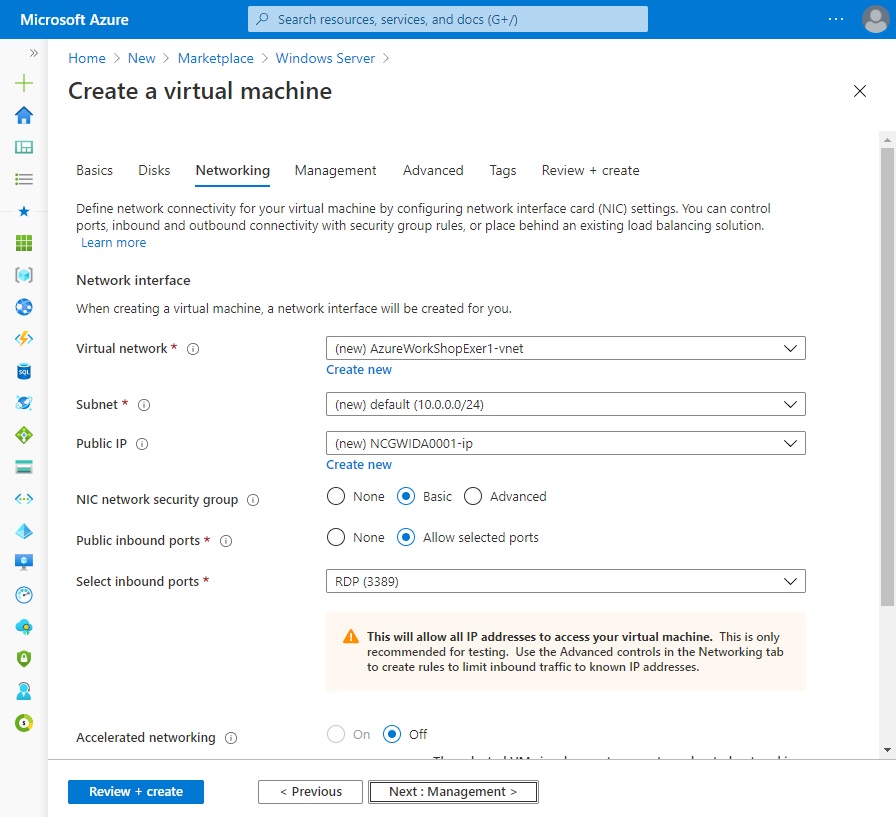 Microsoft Azure
Search resources, services, and docs (G+/)
Home > New > Marketplace > Windows Server >
Create a virtual machine
Basics Disks Networking Management Advanced Tags Review + create
Define network connectivity for your virtual machine by configuring network interface card (NIC) settings. You can control
ports, inbound and outbound connectivity with security group rules, or place behind an existing load balancing solution.
Learn more
Network interface
When creating a virtual machine, a network interface will be created for you.
Virtual network * (new) AzureWorkShopExer1-vnet
Create new
Subnet * (new) default (10.0.0.0/24)
Public IP (new) NCGWIDA0001-ip
Create new
NIC network security group None Basic Advanced
Public inbound ports * None Allow selected ports
Select inbound ports * RDP (3389)
This will allow all IP addresses to access your virtual machine. This is only
recommended for testing. Use the Advanced controls in the Networking tab
to create rules to limit inbound traffic to known IP addresses.
Accelerated networking On Off
Review + create < Previous Next : Management >